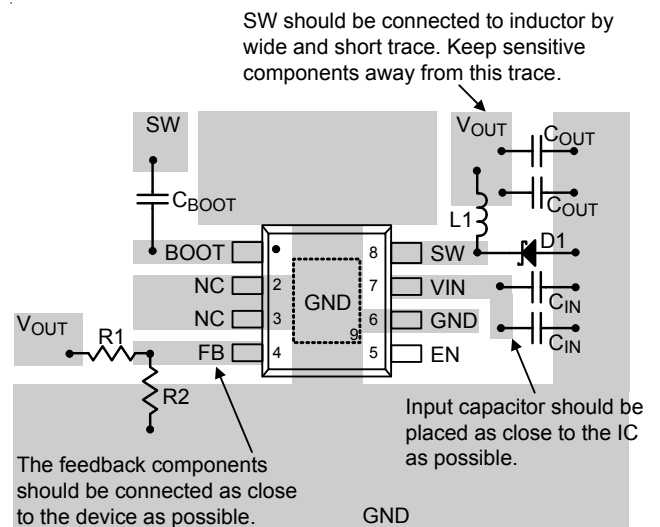 SW should be connected to inductor by
wide and short trace. Keep sensitive
components away from this trace.
SW
VOUT
COUT
CBOOT
COUT
L1
D1
BOOT
8
SW
NC
2
7
VIN
GND
CIN
NC
3
9
6
GND
CIN
VOUT
R1
FB
4
5
EN
R2
Input capacitor should be
placed as close to the IC
as possible.
The feedback components
should be connected as close
to the device as possible.
GND